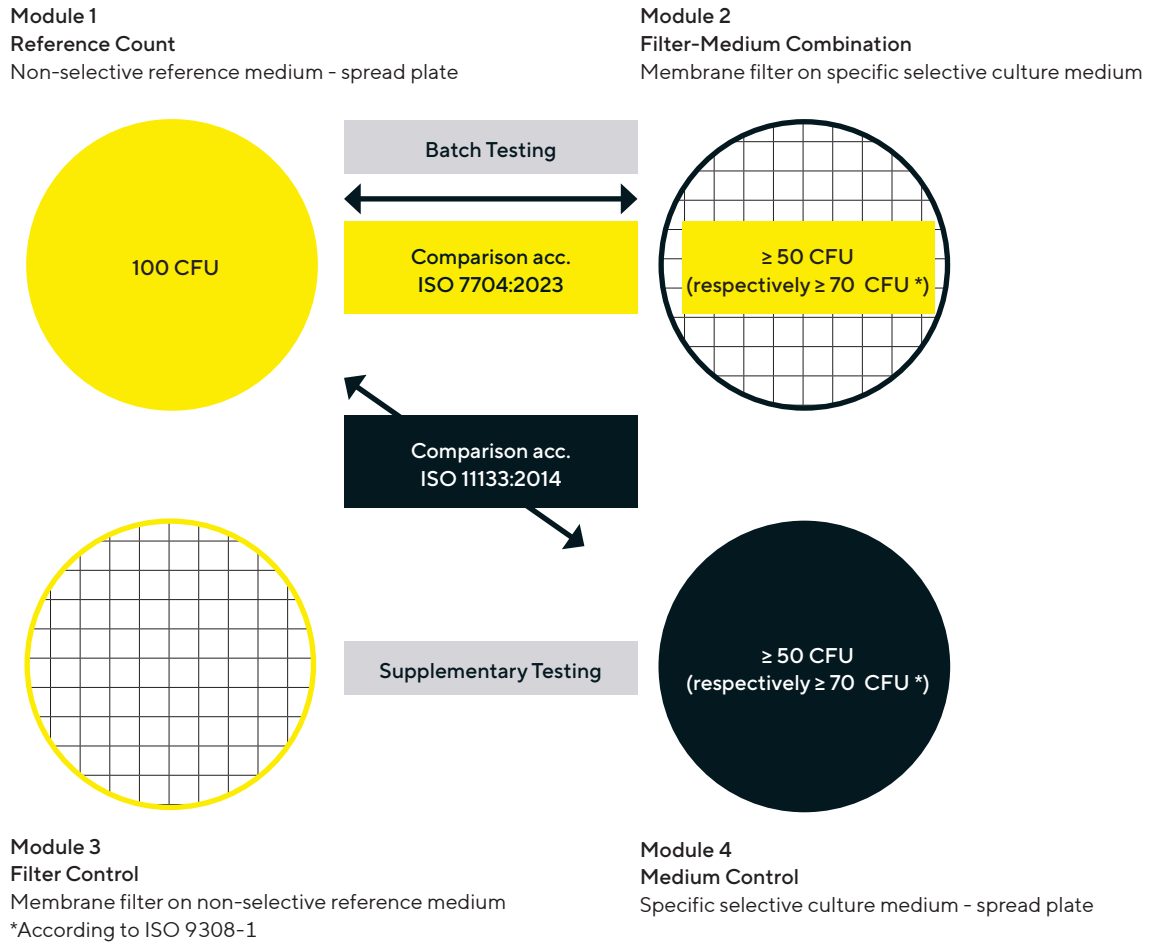 Module 1
Reference Count
Non-selective reference medium - spread plate
Module 2
Filter-Medium Combination
Membrane filter on specific selective culture medium
100 CFU
Batch Testing
Comparison acc.
ISO 7704:2023
≥ 50 CFU
(respectively ≥ 70 CFU *)
Comparison acc.
ISO 11133:2014
Supplementary Testing
≥ 50 CFU
(respectively ≥ 70 CFU *)
Module 3
Filter Control
Membrane filter on non-selective reference medium
*According to ISO 9308-1
Module 4
Medium Control
Specific selective culture medium - spread plate